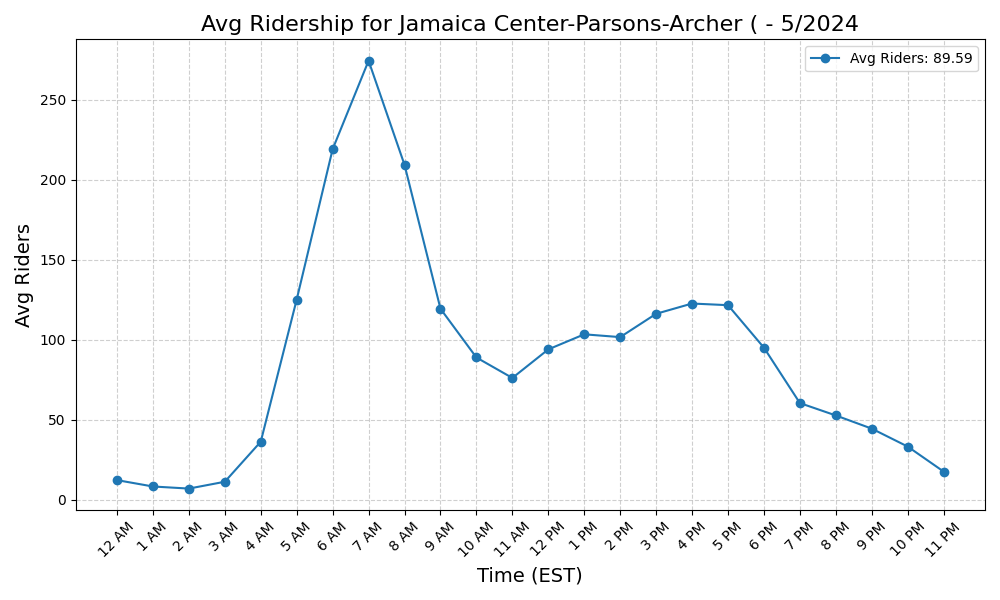 Avg Ridership for Jamaica Center-Parsons-Archer ( - 5/2024
Avg Riders: 89.59
Avg Riders
250
200
150
100
50
0
12 AM
1 AM
2 AM
3 AM
4 AM
5 AM
6 AM
7 AM
8 AM
9 AM
10 AM
11 AM
12 PM
1 PM
2 PM
3 PM
4 PM
5 PM
6 PM
7 PM
8 PM
9 PM
10 PM
11 PM
Time (EST)